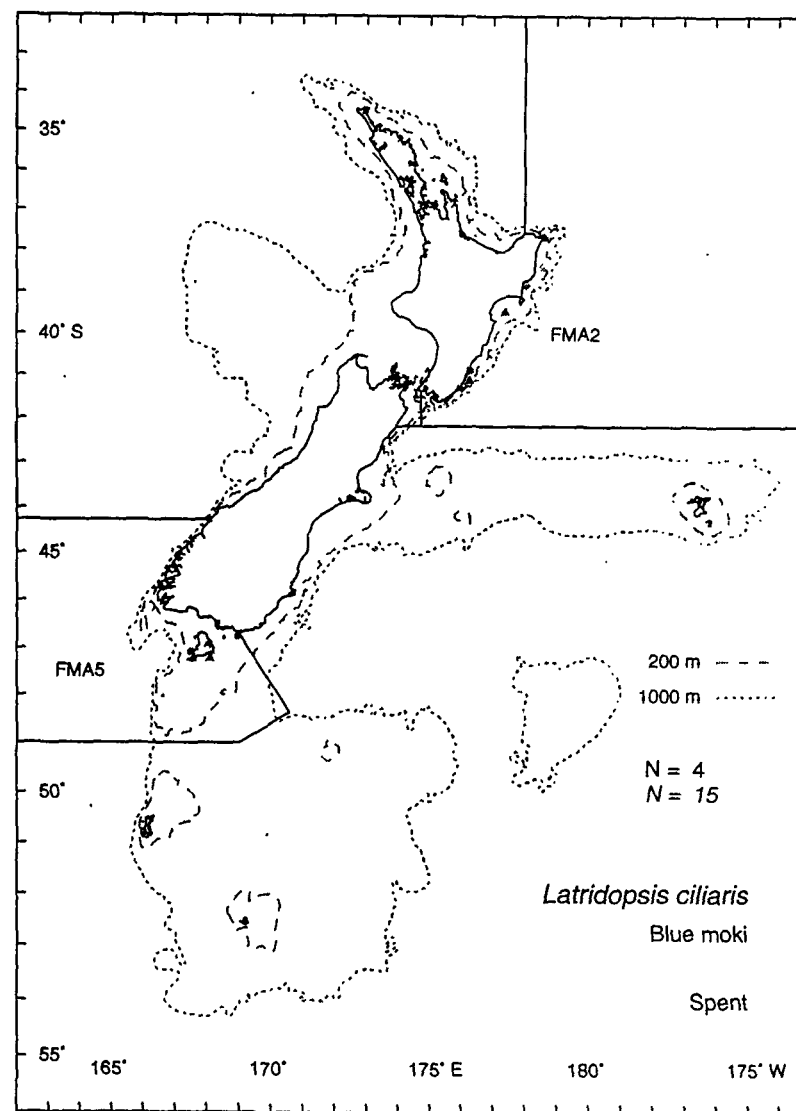 35°
40° S
FMA2
45°
FMA5
200 m
1000 m
N = 4
N = 15
50°
Latridopsis ciliaris
Blue moki
Spent
55°
165° 170° 175° E 180° 175° W